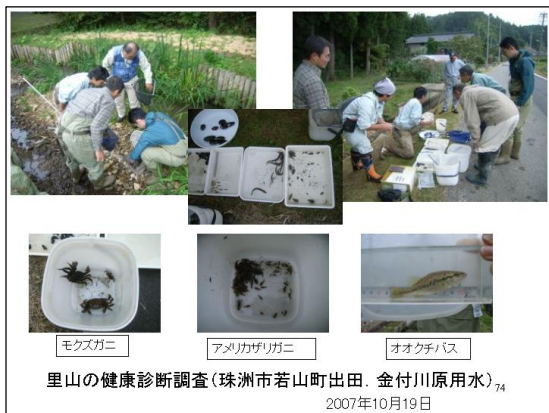 モクズガニ
アメリカザリガニ
オオクチバス
里山の健康診断調査(珠洲市若山町出田. 金付川原用水)74
2007年10月19日